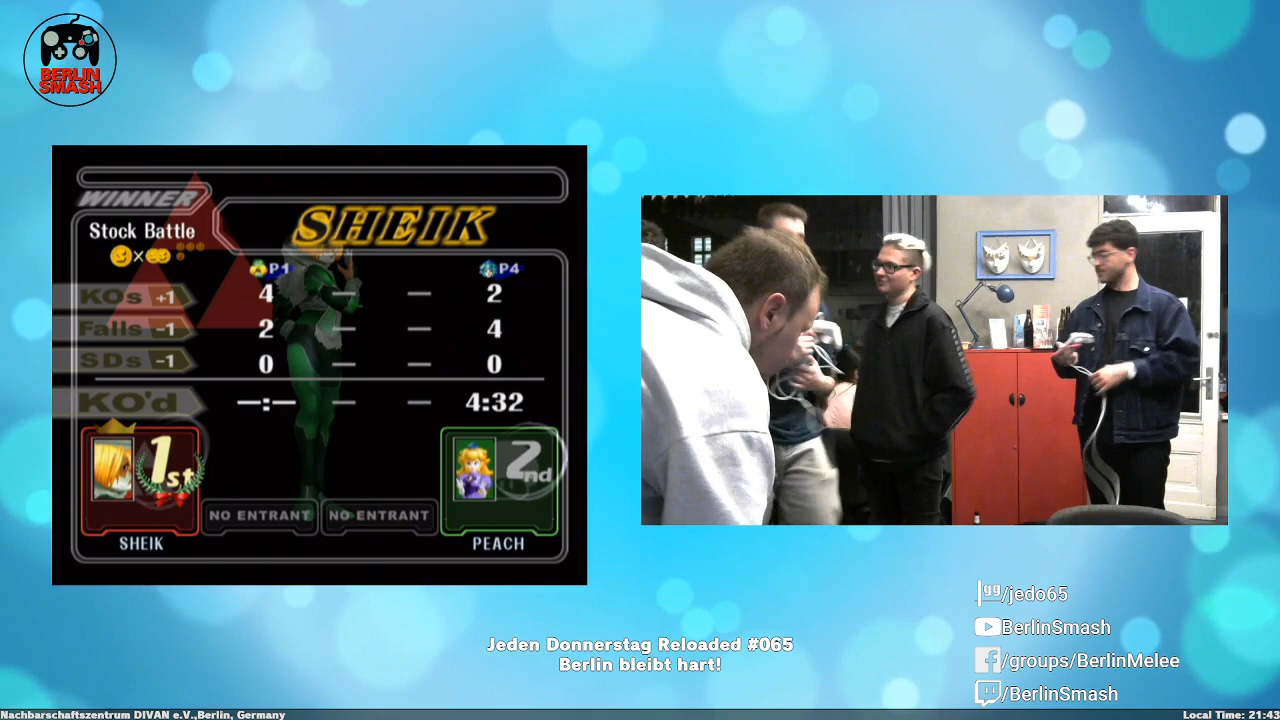 BERLIN
SMASH
WINNER
SHEIK
Stock Battle
P1
P4
KOs +1 4 — — 2
Falls -1 2 — — 4
SDs -1 0 — — 0
KO'd —:— — — 4:32
1st
2nd
NO ENTRANT
NO ENTRANT
SHEIK
PEACH
gg/jedo65
BerlinSmash
/groups/BerlinMelee
/BerlinSmash
Jeden Donnerstag Reloaded #065
Berlin bleibt hart!
Nachbarschaftszentrum DIVAN e.V.,Berlin, Germany
Local Time: 21:43